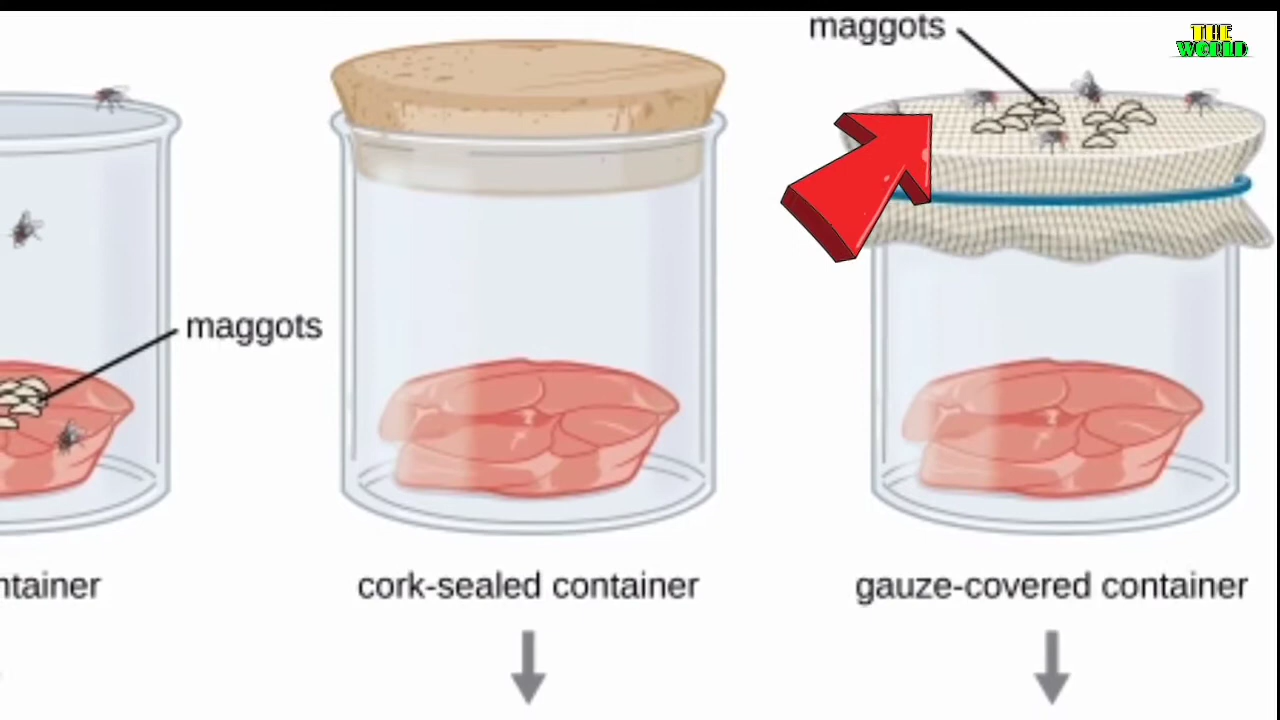 maggots
THE
WORLD
maggots
ntainer
cork-sealed container
gauze-covered container